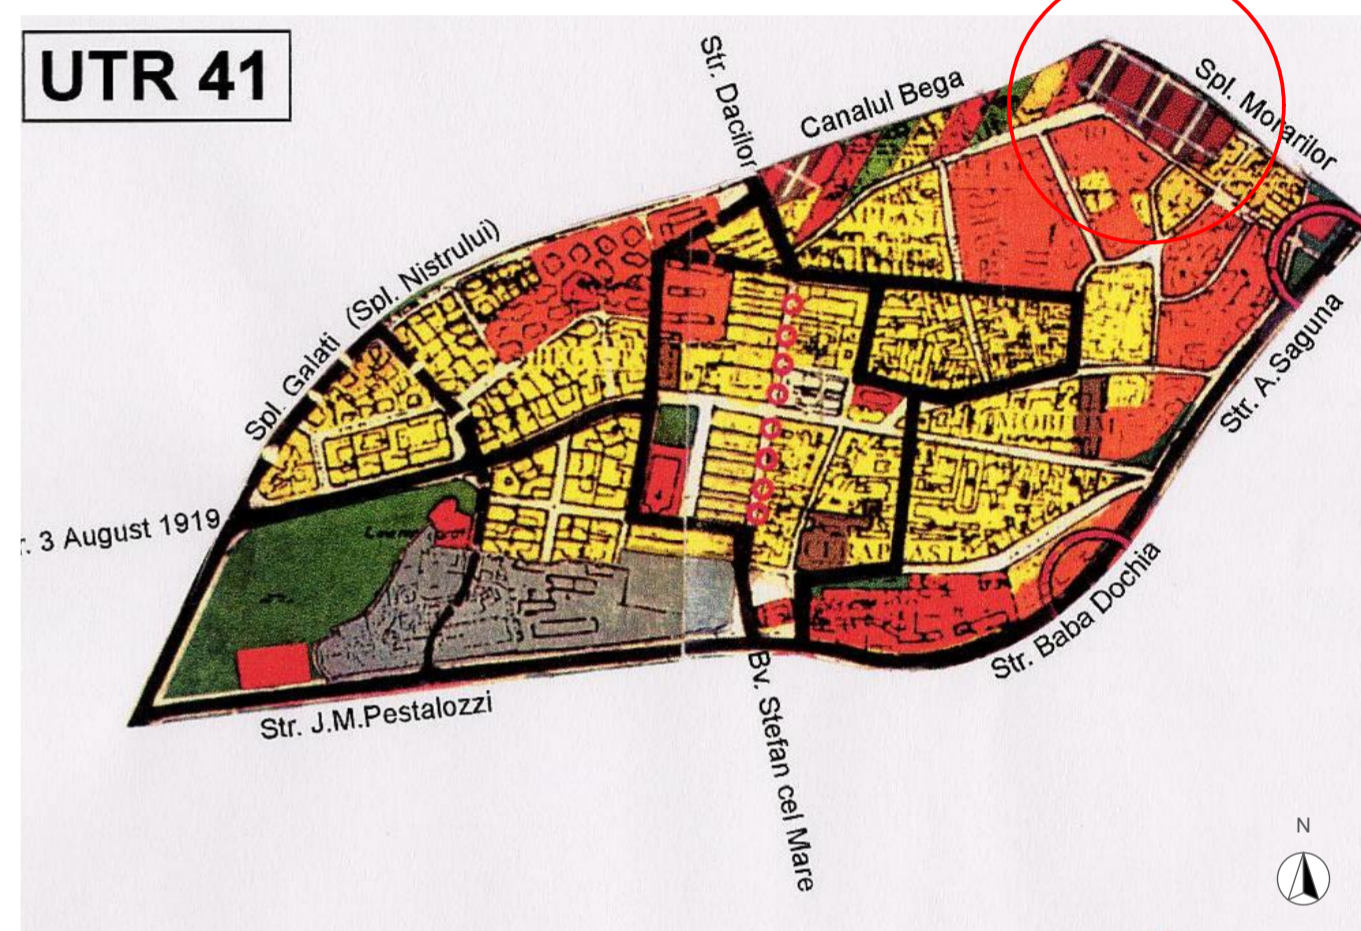 UTR 41
Str. Dacilor
Canalul Bega
Spl. Morarilor
Spl. Galati (Spl. Nistrului)
Str. A.Saguna
r. 3 August 1919
Str. Baba Dochia
Str. J.M.Pestalozzi
Bv. Stefan cel Mare
N